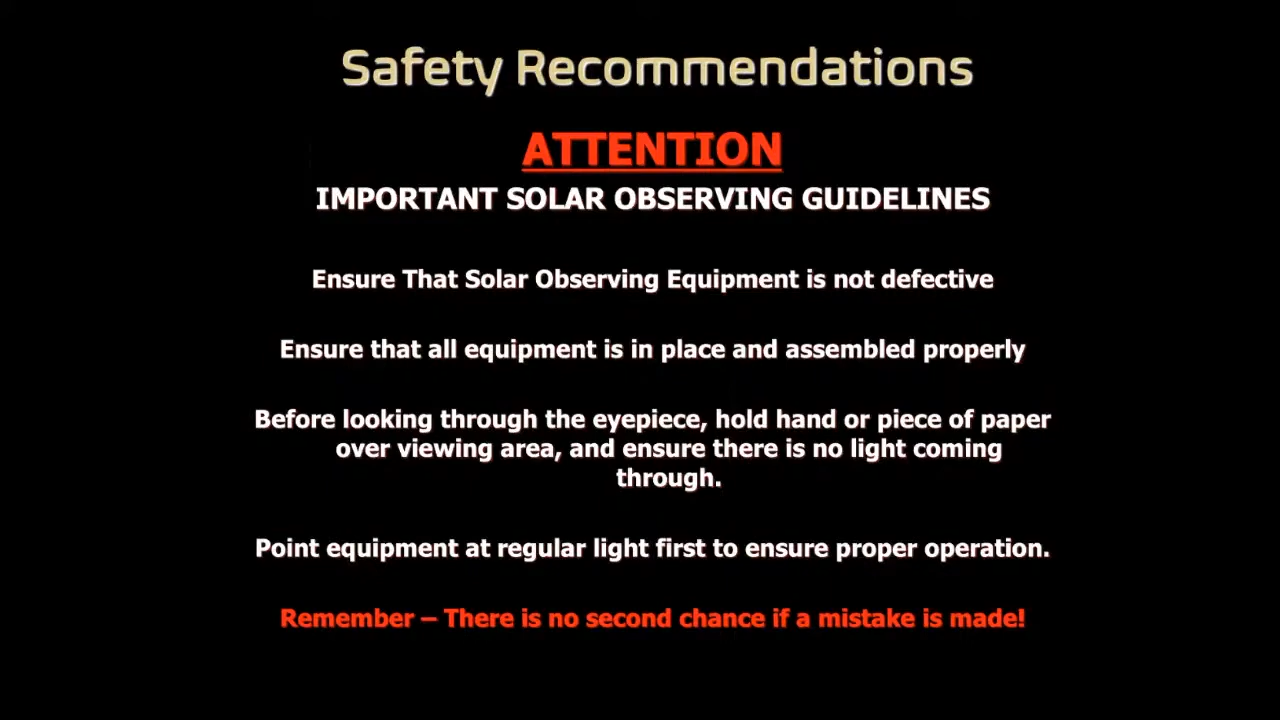 Safety Recommendations
ATTENTION
IMPORTANT SOLAR OBSERVING GUIDELINES
Ensure That Solar Observing Equipment is not defective
Ensure that all equipment is in place and assembled properly
Before looking through the eyepiece, hold hand or piece of paper
over viewing area, and ensure there is no light coming
through.
Point equipment at regular light first to ensure proper operation.
Remember – There is no second chance if a mistake is made!